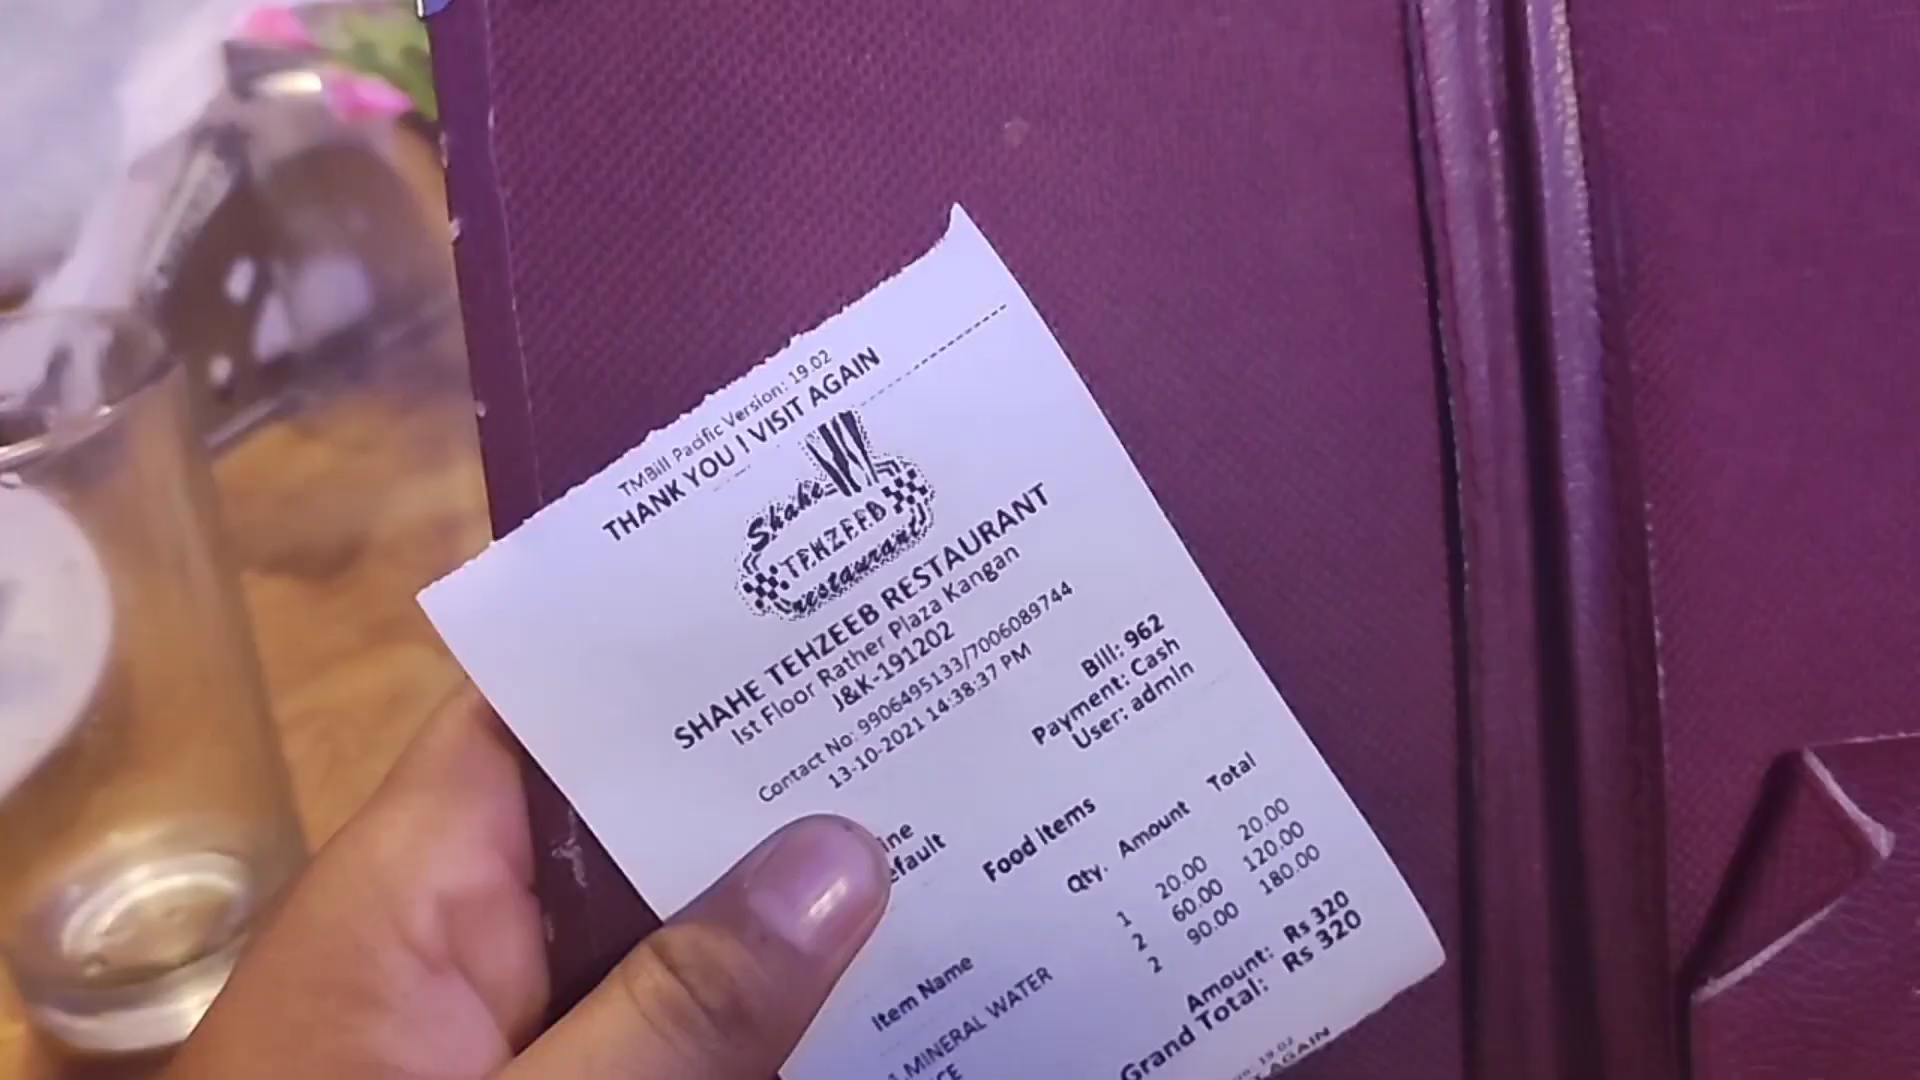 TMBill Pacific Version: 19.02
THANK YOU ! VISIT AGAIN
Shahe
TEHZEEB
restaurant
SHAHE TEHZEEB RESTAURANT
Ist Floor Rather Plaza Kangan
J&K-191202
Contact No: 9906495133/7006089744
13-10-2021 14:38:37 PM
Bill: 962
Payment: Cash
User: admin
Food Items
Item Name Qty. Amount Total
MINERAL WATER 1 20.00 20.00
2 60.00 120.00
2 90.00 180.00
Amount: Rs 320
Grand Total: Rs 320
19.02
AGAIN